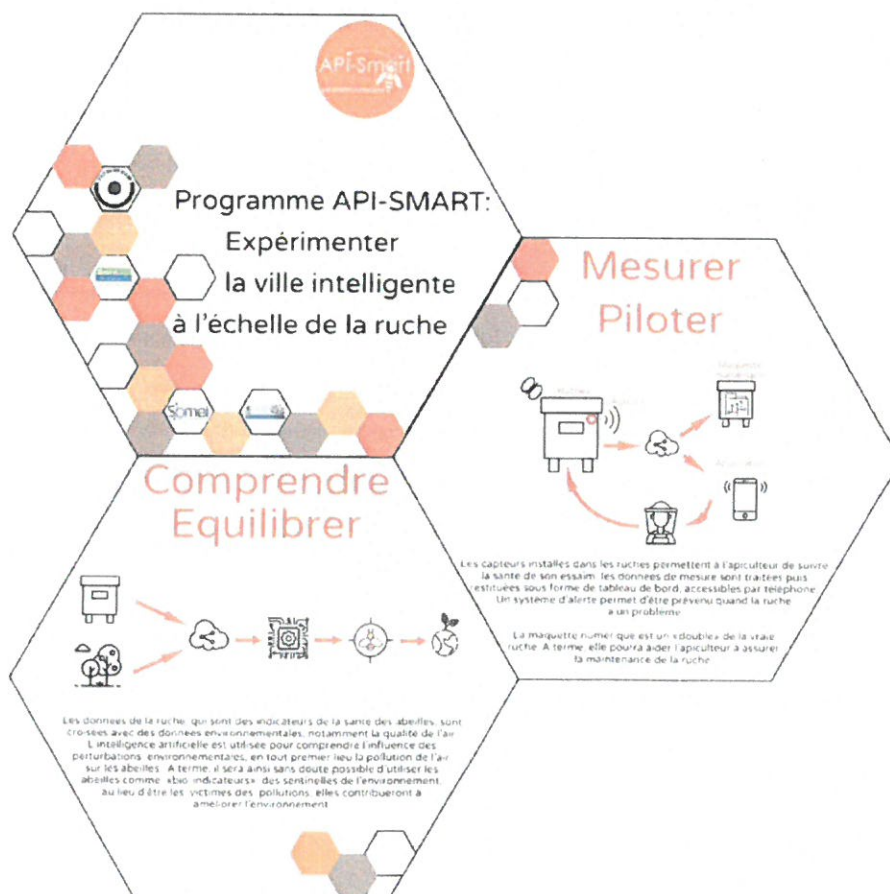 APi-Smart
Programme API-SMART:
Expérimenter
la ville intelligente
à l'échelle de la ruche
Somei
Mesurer
Piloter
Les capteurs installés dans les ruches permettent à l'apiculteur de suivre
la santé de son essaim: les données de mesure sont traitées puis
restituées sous forme de tableau de bord, accessibles par téléphone.
Un système d'alerte permet d'être prévenu quand la ruche
a un problème.
La maquette numérique est un «double» de la vraie
ruche. A terme, elle pourra aider l'apiculteur à assurer
la maintenance de la ruche.
Comprendre
Equilibrer
Les données de la ruche, qui sont des indicateurs de la santé des abeilles, sont
croisées avec des données environnementales, notamment la qualité de l'air.
L'intelligence artificielle est utilisée pour comprendre l'influence des
perturbations environnementales, en tout premier lieu la pollution de l'air
sur les abeilles. A terme, il sera ainsi sans doute possible d'utiliser les
abeilles comme «bio indicateurs», des sentinelles de l'environnement,
au lieu d'être les victimes des pollutions, elles contribueront à
améliorer l'environnement.